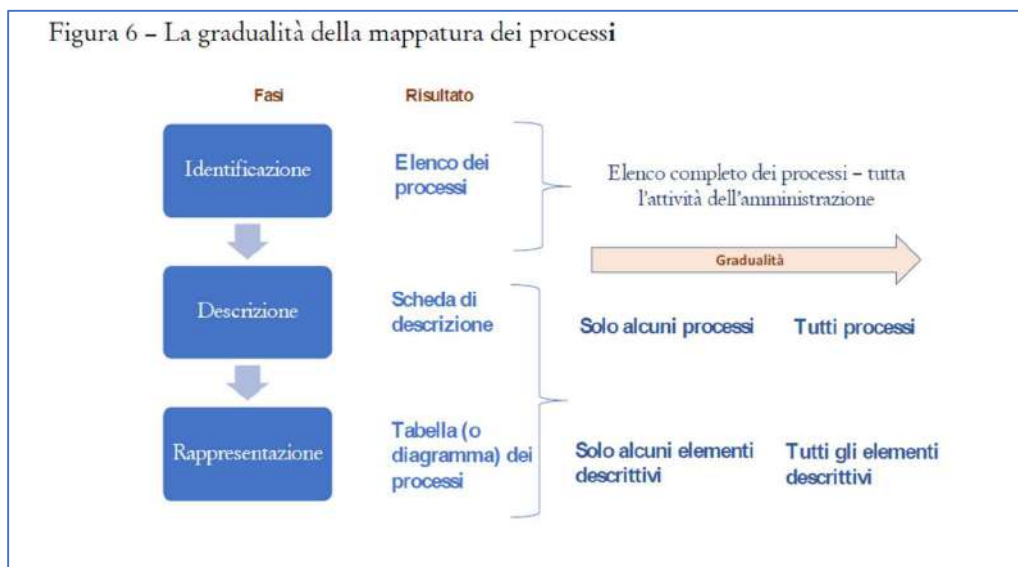 Figura 6 – La gradualità della mappatura dei processi
Fasi
Risultato
Identificazione
Elenco dei
processi
Elenco completo dei processi – tutta
l'attività dell'amministrazione
Gradualità
Descrizione
Scheda di
descrizione
Solo alcuni processi
Tutti processi
Rappresentazione
Tabella (o
diagramma) dei
processi
Solo alcuni elementi
descrittivi
Tutti gli elementi
descrittivi